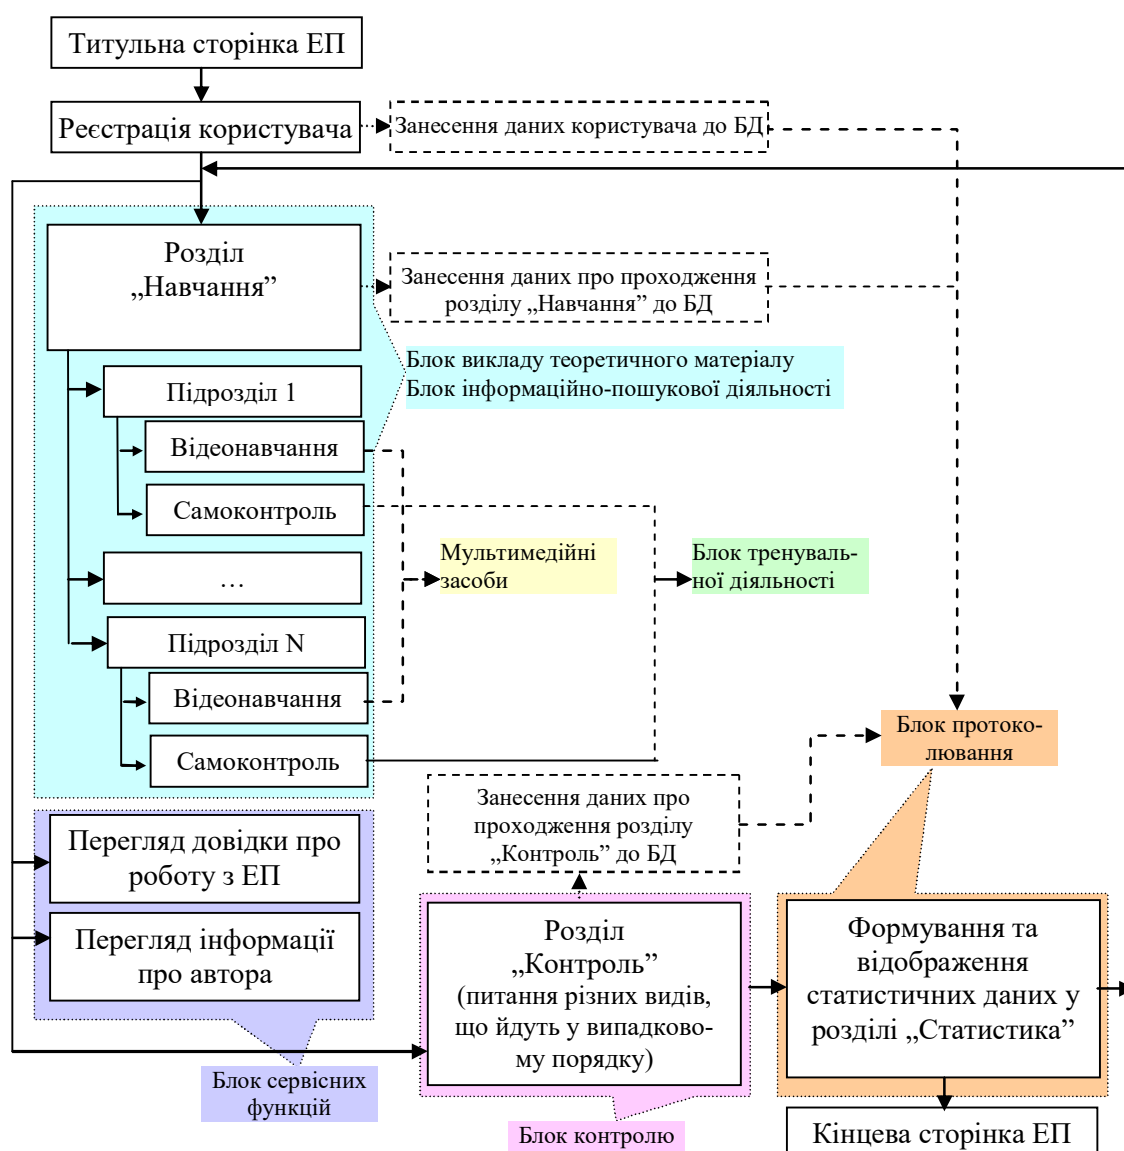 Титульна сторінка ЕП
Реєстрація користувача
Занесення даних користувача до БД
Розділ
„Навчання”
Занесення даних про проходження
розділу „Навчання” до БД
Блок викладу теоретичного матеріалу
Блок інформаційно-пошукової діяльності
Підрозділ 1
Відеонавчання
Самоконтроль
Мультимедійні
засоби
Блок тренуваль-
ної діяльності
…
Підрозділ N
Відеонавчання
Самоконтроль
Блок протоко-
лювання
Занесення даних про
проходження розділу
„Контроль” до БД
Перегляд довідки про
роботу з ЕП
Перегляд інформації
про автора
Розділ
„Контроль”
(питання різних видів,
що йдуть у випадково-
му порядку)
Формування та
відображення
статистичних даних у
розділі „Статистика”
Блок сервісних
функцій
Блок контролю
Кінцева сторінка ЕП